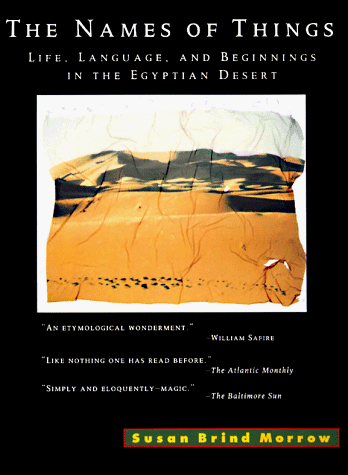 THE NAMES OF THINGS
LIFE, LANGUAGE, AND BEGINNINGS
IN THE EGYPTIAN DESERT
"AN ETYMOLOGICAL WONDERMENT."
–WILLIAM SAFIRE
"LIKE NOTHING ONE HAS READ BEFORE."
–The Atlantic Monthly
"SIMPLY AND ELOQUENTLY–MAGIC."
–The Baltimore Sun
Susan Brind Morrow